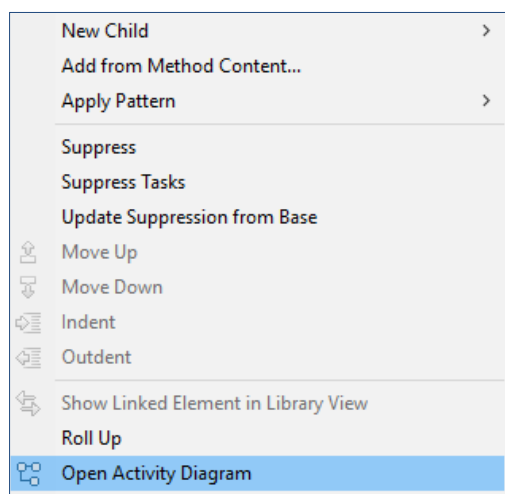 New Child
Add from Method Content...
Apply Pattern
Suppress
Suppress Tasks
Update Suppression from Base
Move Up
Move Down
Indent
Outdent
Show Linked Element in Library View
Roll Up
Open Activity Diagram